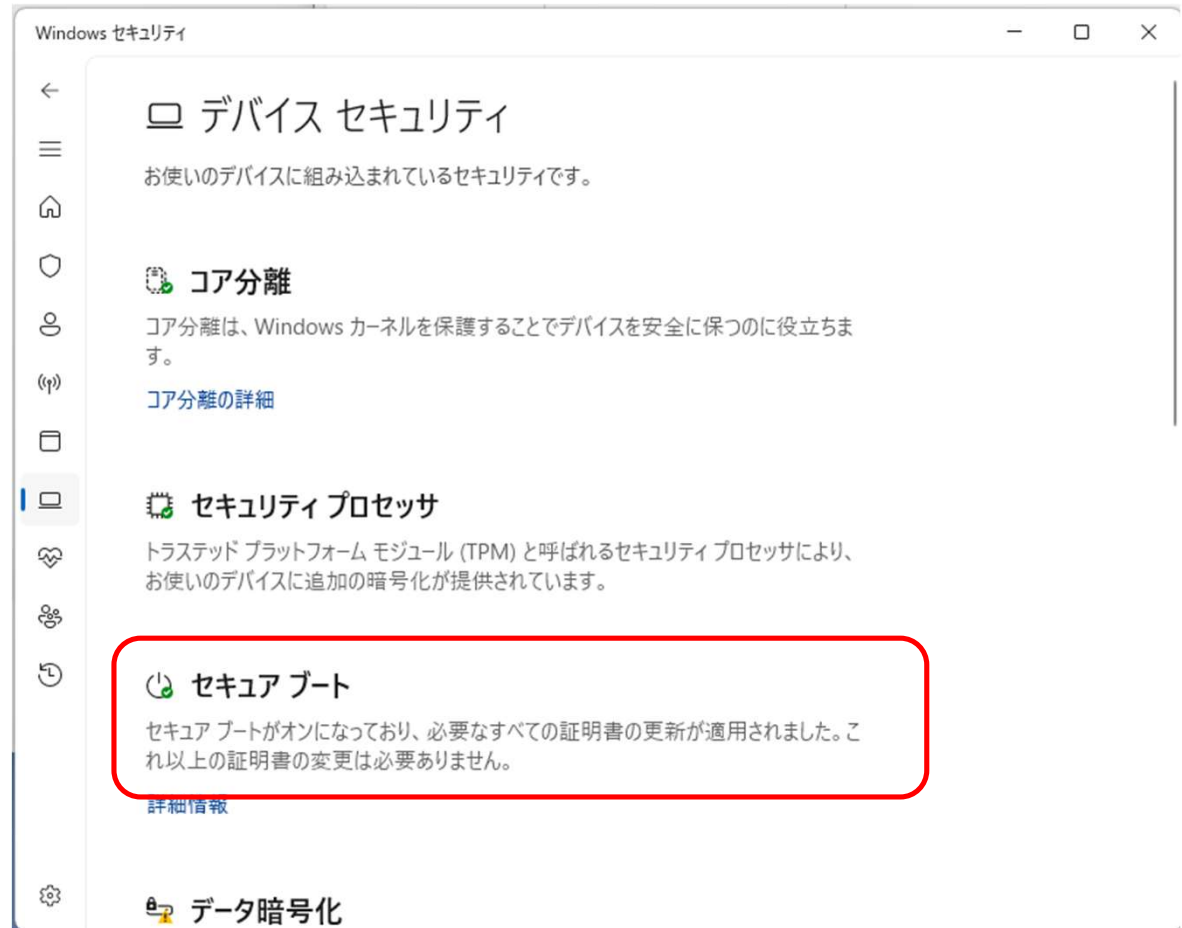 Windows セキュリティ
デバイス セキュリティ
お使いのデバイスに組み込まれているセキュリティです。
コア分離
コア分離は、Windows カーネルを保護することでデバイスを安全に保つのに役立ちま
す。
コア分離の詳細
セキュリティ プロセッサ
トラステッド プラットフォーム モジュール (TPM) と呼ばれるセキュリティ プロセッサにより、
お使いのデバイスに追加の暗号化が提供されています。
セキュア ブート
セキュア ブートがオンになっており、必要なすべての証明書の更新が適用されました。こ
れ以上の証明書の変更は必要ありません。
詳細情報
データ暗号化